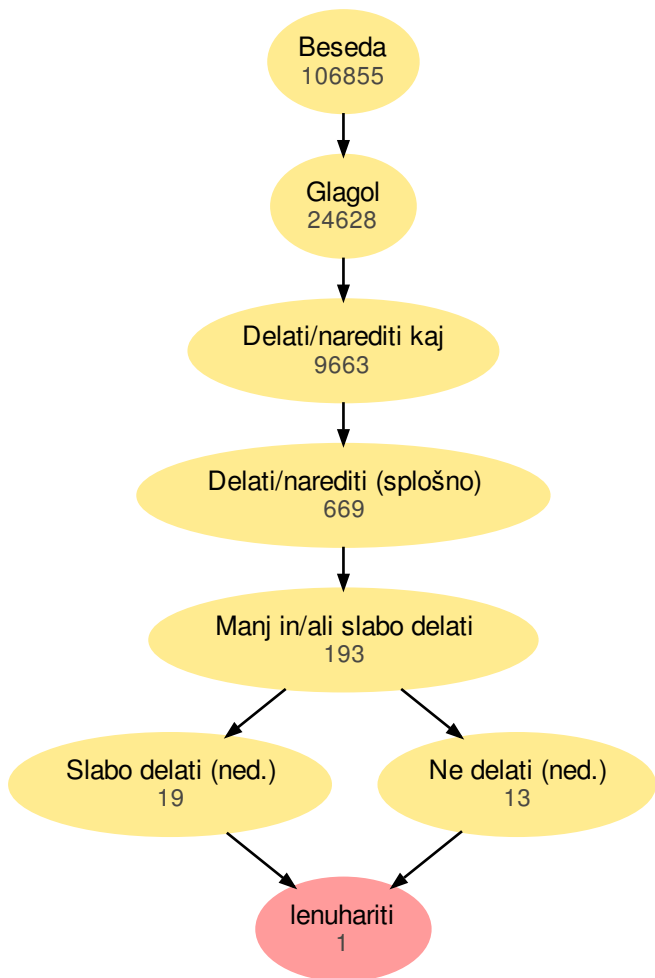 Beseda
106855
Glagol
24628
Delati/narediti kaj
9663
Delati/narediti (splošno)
669
Manj in/ali slabo delati
193
Slabo delati (ned.)
19
Ne delati (ned.)
13
lenuhariti
1